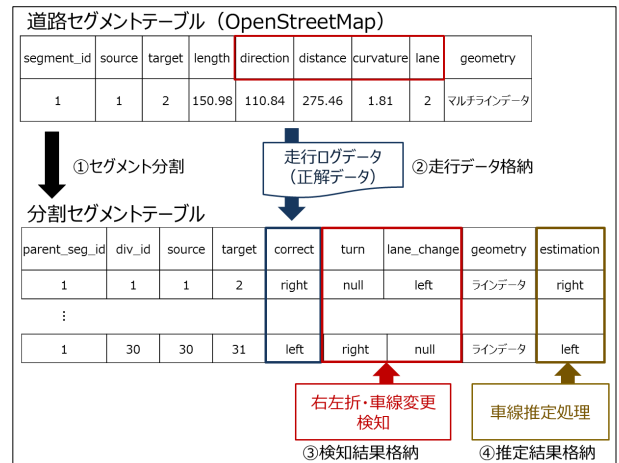 道路セグメントテーブル（OpenStreetMap）
segment_id source target length direction distance curvature lane geometry
1 1 2 150.98 110.84 275.46 1.81 2 マルチラインデータ
①セグメント分割
走行ログデータ
（正解データ）
②走行データ格納
分割セグメントテーブル
parent_seg_id div_id source target correct turn lane_change geometry estimation
1 1 1 2 right null left ラインデータ right
⋮
1 30 30 31 left right null ラインデータ left
右左折・車線変更
検知
車線推定処理
③検知結果格納
④推定結果格納